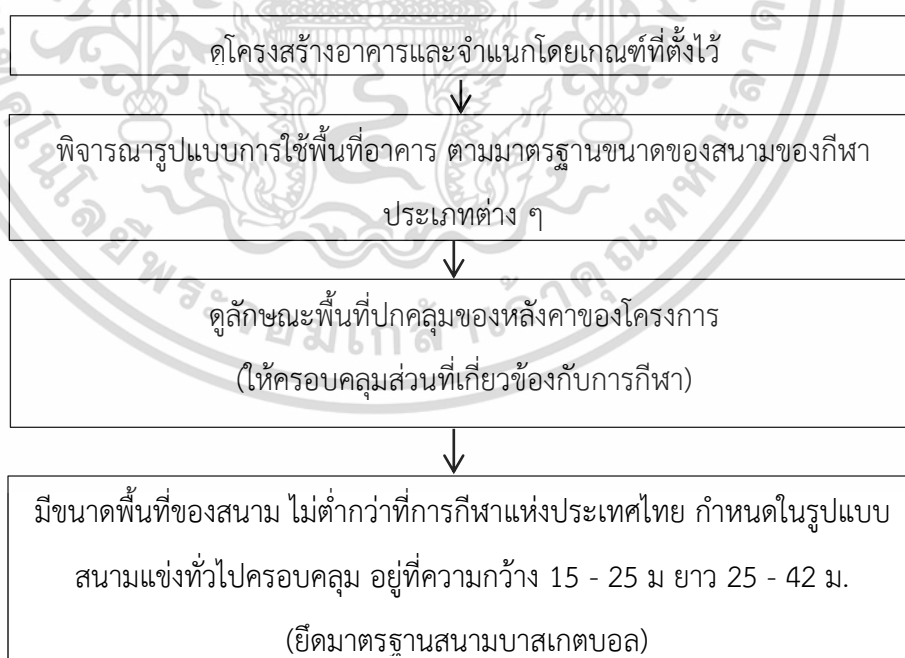 ดูโครงสร้างอาคารและจำแนกโดยเกณฑ์ที่ตั้งไว้
พิจารณารูปแบบการใช้พื้นที่อาคาร ตามมาตรฐานขนาดของสนามของกีฬา
ประเภทต่าง ๆ
ดูลักษณะพื้นที่ปกคลุมของหลังคาของโครงการ
(ให้ครอบคลุมส่วนที่เกี่ยวข้องกับการกีฬา)
มีขนาดพื้นที่ของสนาม ไม่ต่ำกว่าที่การกีฬาแห่งประเทศไทย กำหนดในรูปแบบ
สนามแข่งทั่วไปครอบคลุม อยู่ที่ความกว้าง 15 - 25 ม ยาว 25 - 42 ม.
(ยึดมาตรฐานสนามบาสเกตบอล)